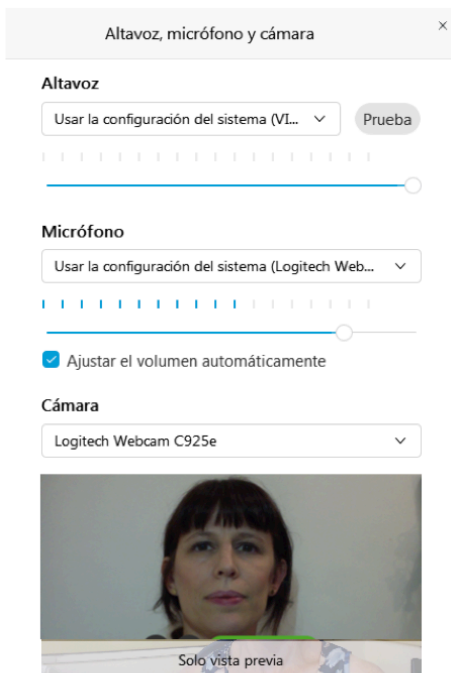 Altavoz, micrófono y cámara
Altavoz
Usar la configuración del sistema (VI...
Prueba
Micrófono
Usar la configuración del sistema (Logitech Web...
Ajustar el volumen automáticamente
Cámara
Logitech Webcam C925e
Solo vista previa